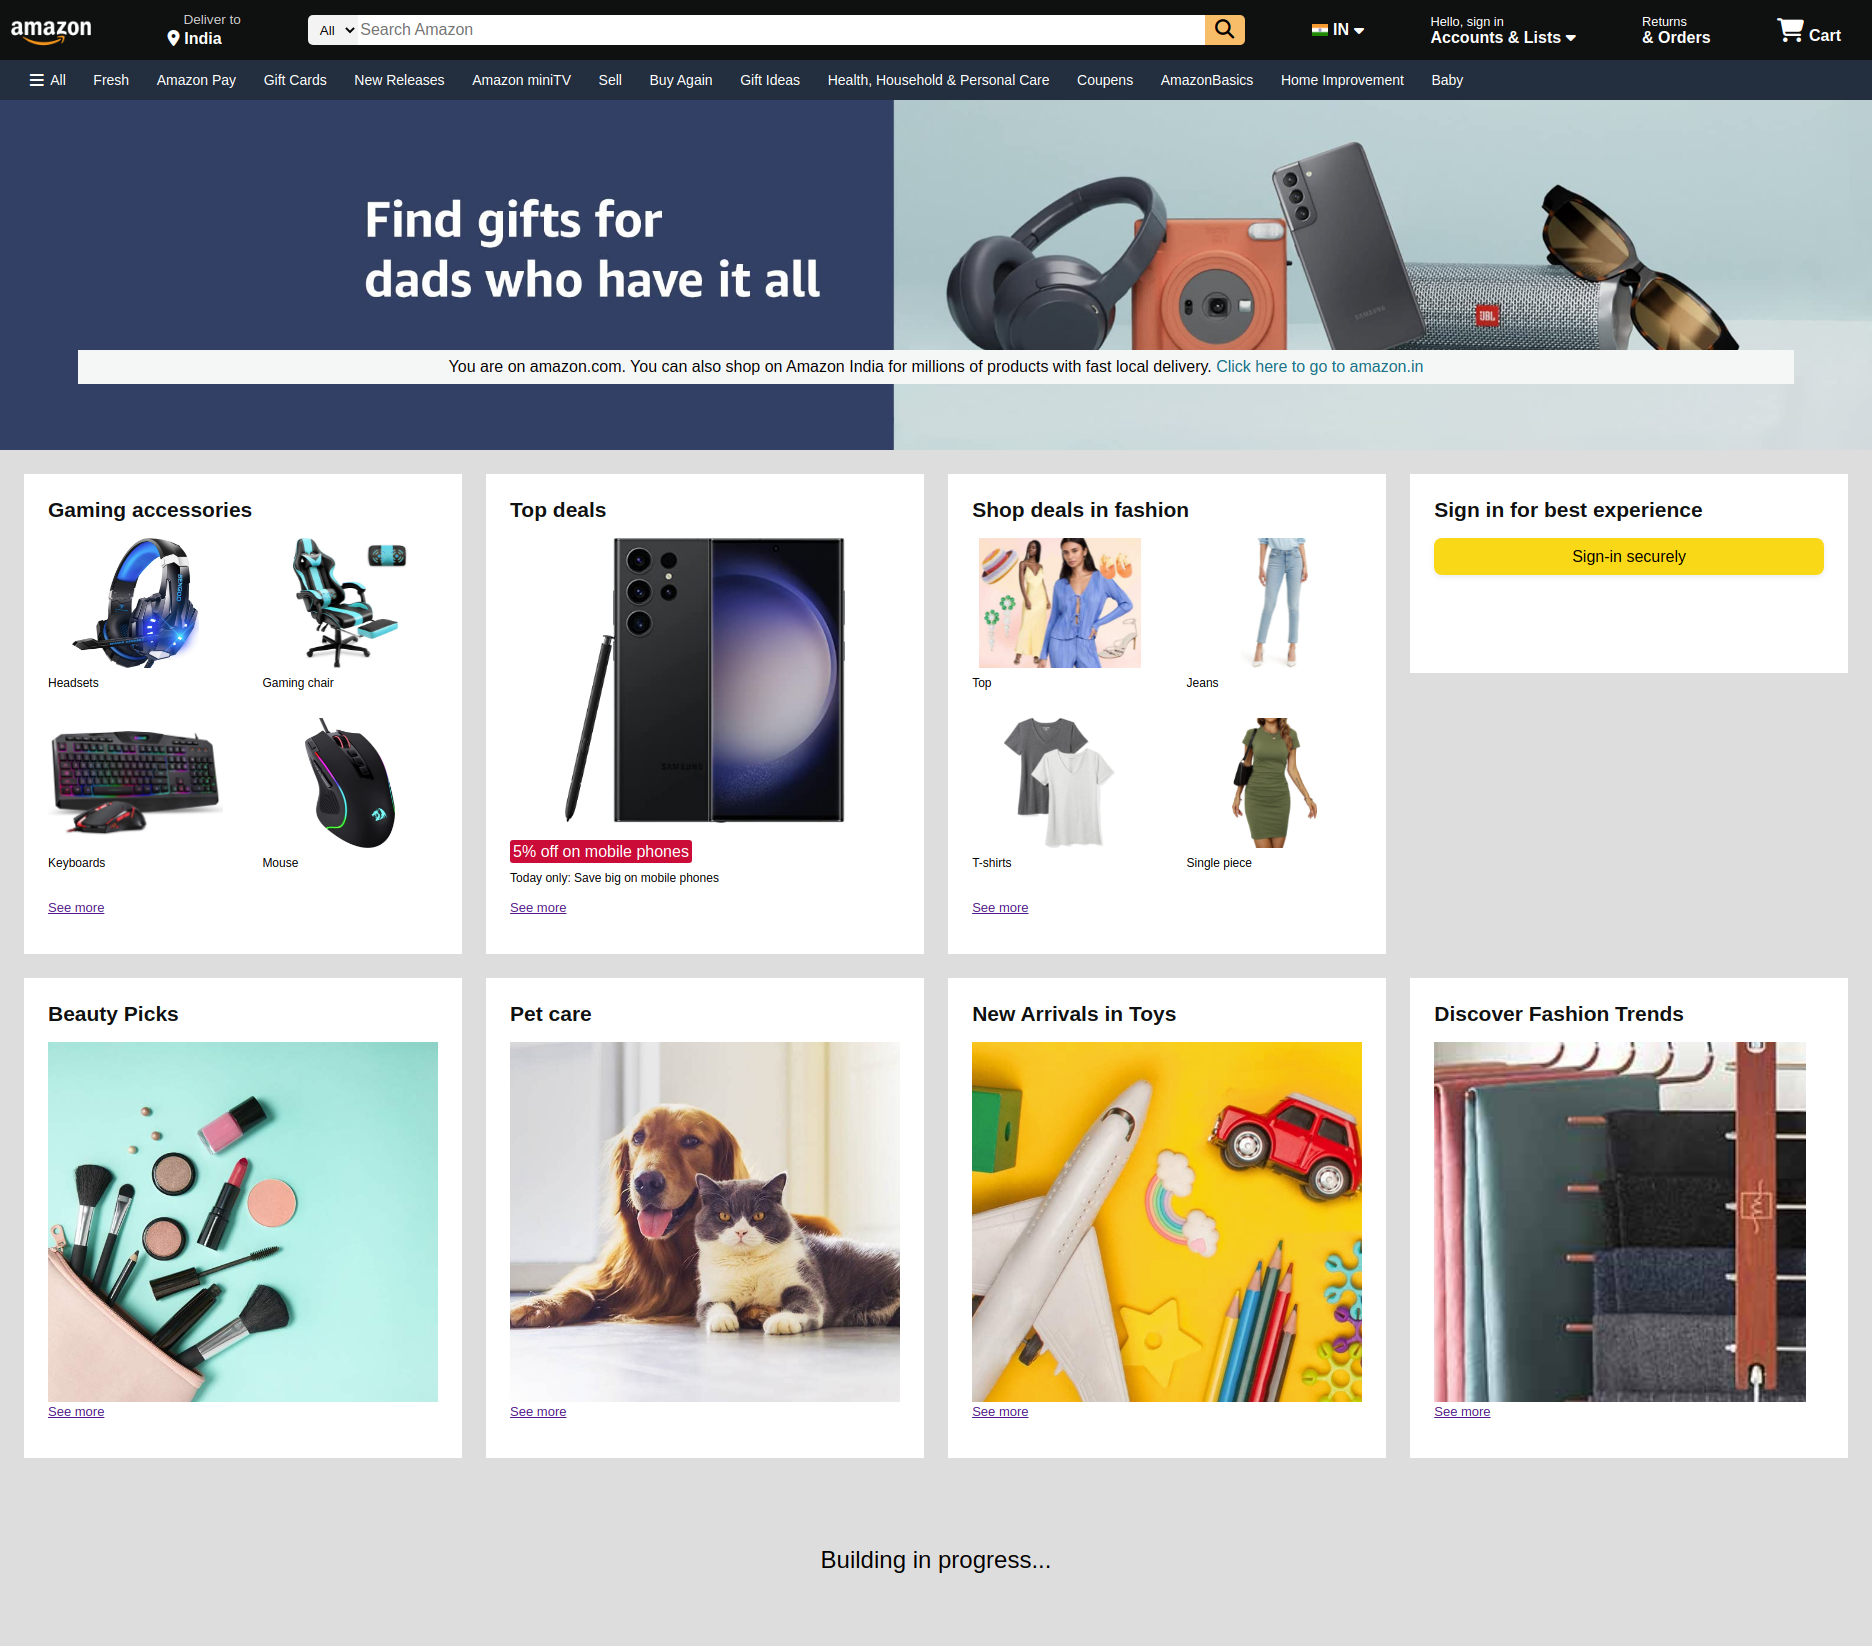 amazon
Deliver to
India
All
Search Amazon
IN
Hello, sign in
Accounts & Lists
Returns
& Orders
Cart
All
Fresh
Amazon Pay
Gift Cards
New Releases
Amazon miniTV
Sell
Buy Again
Gift Ideas
Health, Household & Personal Care
Coupens
AmazonBasics
Home Improvement
Baby
Find gifts for
dads who have it all
SAMSUNG
JBL
You are on amazon.com. You can also shop on Amazon India for millions of products with fast local delivery. Click here to go to amazon.in
Gaming accessories
Headsets
Gaming chair
Keyboards
Mouse
See more
Top deals
SAMSUNG
5% off on mobile phones
Today only: Save big on mobile phones
See more
Shop deals in fashion
Top
Jeans
T-shirts
Single piece
See more
Sign in for best experience
Sign-in securely
Beauty Picks
See more
Pet care
See more
New Arrivals in Toys
See more
Discover Fashion Trends
See more
Building in progress...